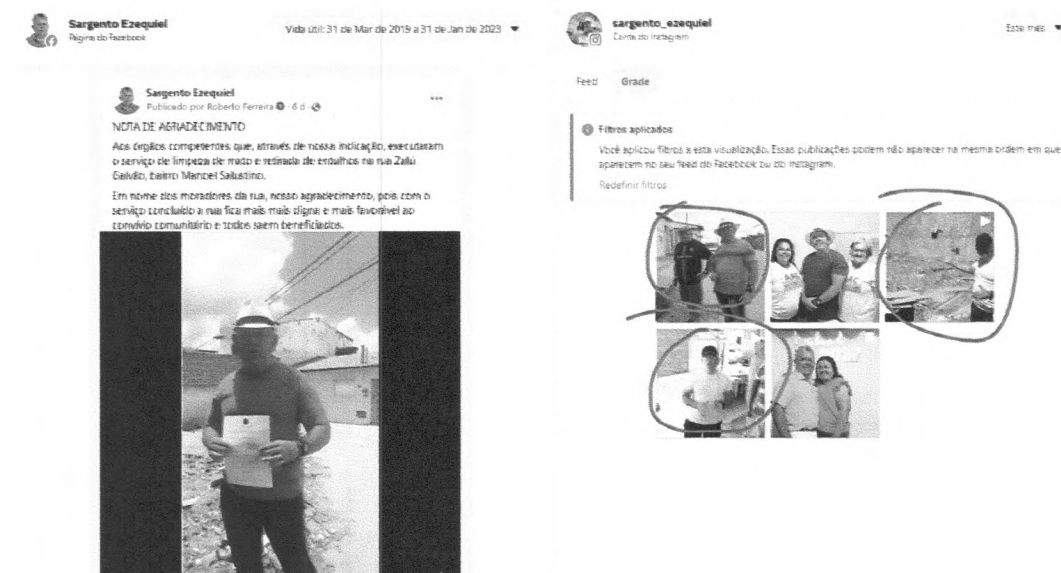 Sargento Ezequiel
Página do Facebook
Vida útil: 31 de Mar de 2019 a 31 de Jan de 2023
Sargento Ezequiel
Publicado por Roberto Ferreira · 6 d ·
NOTA DE AGRADECIMENTO
Aos órgãos competentes que, através de nossa indicação, executaram
o serviço de limpeza de mato e retirada de entulhos na rua Zalú
Galvão, bairro Manoel Salustino.
Em nome dos moradores da rua, nosso agradecimento, pois com o
serviço concluído a rua fica mais mais digna e mais favorável ao
convívio comunitário e todos saem beneficiados.
sargento_ezequiel
Conta do Instagram
Este mês
Feed Grade
Filtros aplicados
Você aplicou filtros a esta visualização. Essas publicações podem não aparecer na mesma ordem em que
aparecem no seu feed do Facebook ou do Instagram.
Redefinir filtros